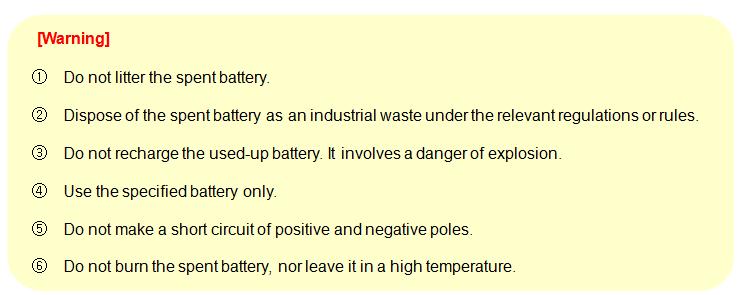 [Warning]
① Do not litter the spent battery.
② Dispose of the spent battery as an industrial waste under the relevant regulations or rules.
③ Do not recharge the used-up battery. It involves a danger of explosion.
④ Use the specified battery only.
⑤ Do not make a short circuit of positive and negative poles.
⑥ Do not burn the spent battery, nor leave it in a high temperature.